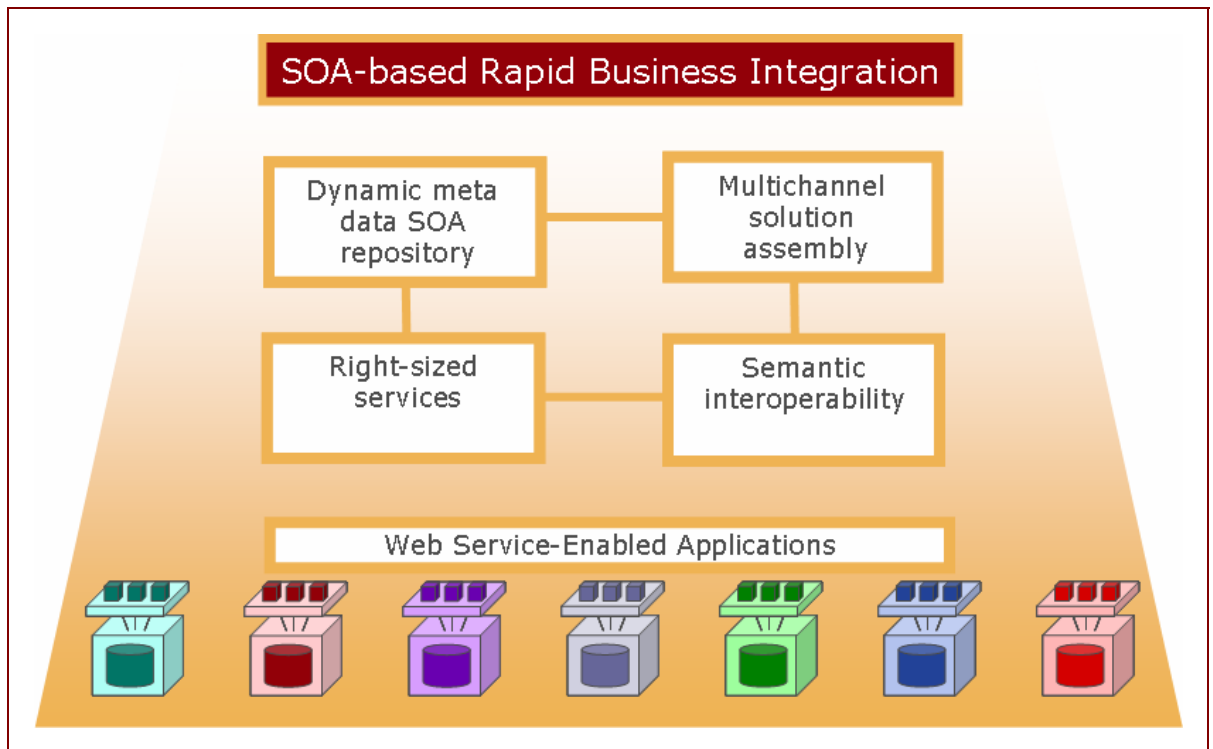 SOA-based Rapid Business Integration
Dynamic meta
data SOA
repository
Multichannel
solution
assembly
Right-sized
services
Semantic
interoperability
Web Service-Enabled Applications